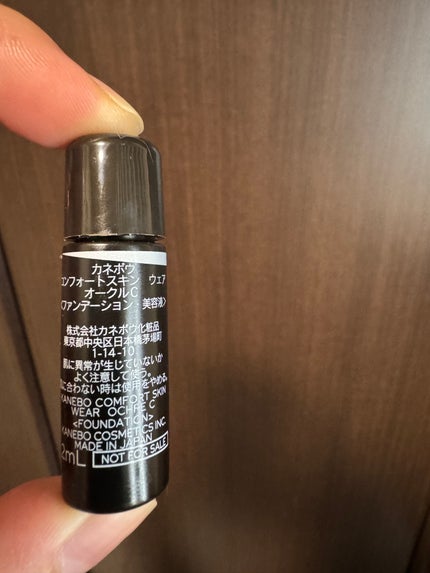 カネボウ
コンフォートスキン ウェア
オークルC
<ファンデーション・美容液>
株式会社カネボウ化粧品
東京都中央区日本橋茅場町
1-14-10
肌に異常が生じていないか
よく注意して使う。
に合わない時は使用をやめる。
KANEBO COMFORT SKIN
WEAR OCHRE C
<FOUNDATION>
KANEBO COSMETICS INC.
MADE IN JAPAN
2mL NOT FOR SALE